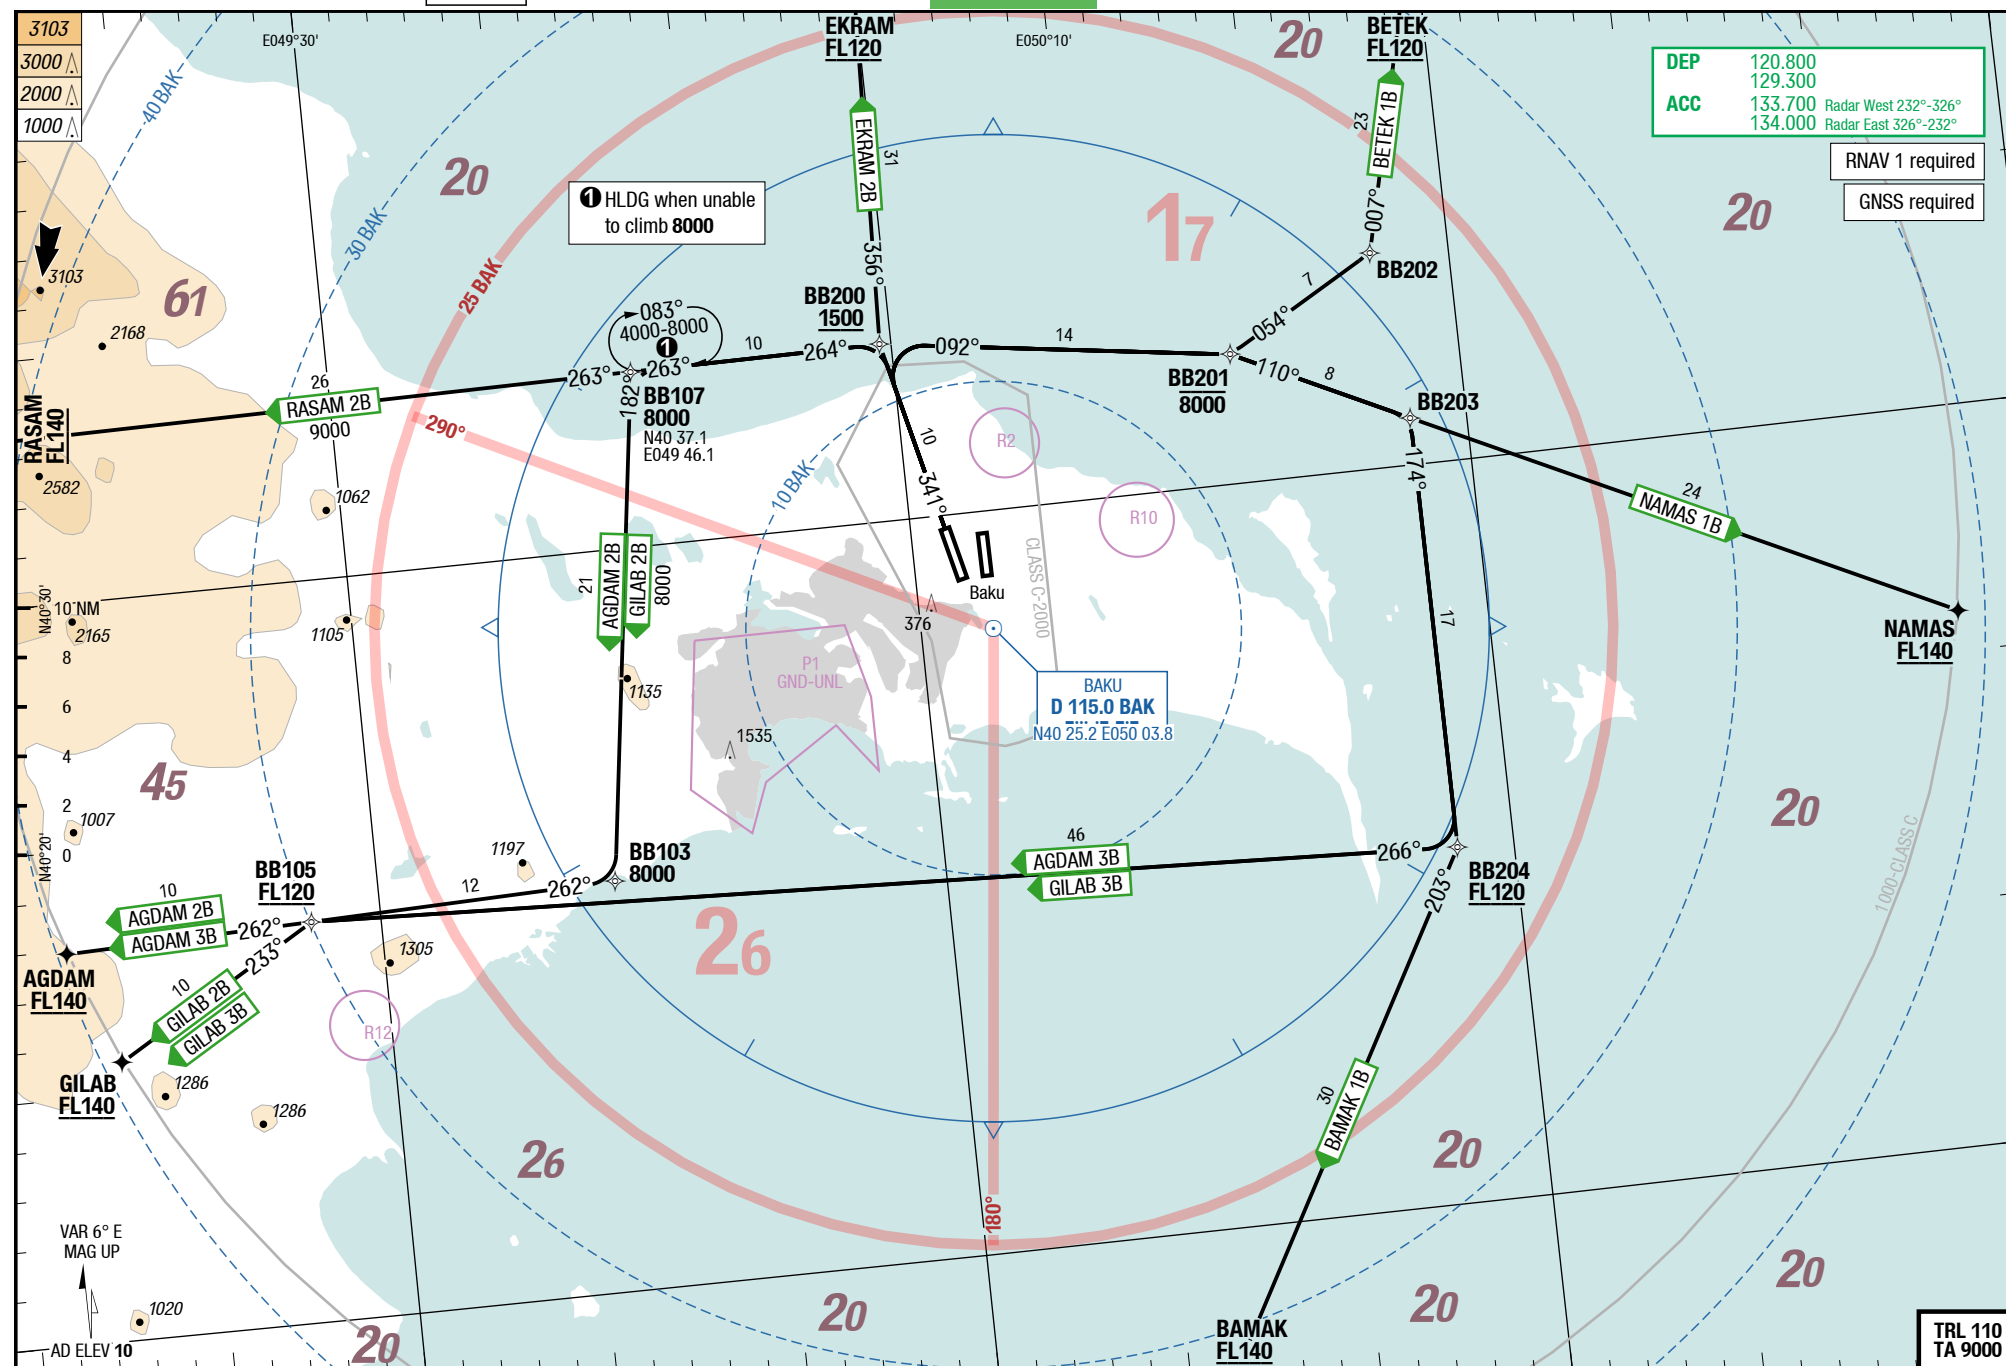 3103
3000
2000
1000
E049°30'
EKRAM
FL120
E050°10'
BETEK
FL120
20
DEP 120.800
129.300
ACC 133.700 Radar West 232°-326°
134.000 Radar East 326°-232°
RNAV 1 required
GNSS required
40 BAK
30 BAK
25 BAK
20
1 HLDG when unable
to climb 8000
EKRAM 2B
31
356°
17
23
BETEK 1B
007°
BB202
20
3103
61
2168
083°
4000-8000
1
263°
10
264°
BB200
1500
092°
14
7
054°
BB201
8000
110°
8
BB203
RASAM
FL140
26
RASAM 2B
9000
263°
182°
BB107
8000
N40 37.1
E049 46.1
290°
10
341°
R2
R10
10 BAK
174°
24
NAMAS 1B
2582
1062
CLASS C-2000
Baku
21
AGDAM 2B
GILAB 2B
8000
N40°30'
10 NM
2165
1105
8
6
4
2
0
376
P1
GND-UNL
1135
1535
BAKU
D 115.0 BAK
N40 25.2 E050 03.8
17
NAMAS
FL140
45
1007
N40°20'
1197
BB103
8000
46
AGDAM 3B
GILAB 3B
266°
BB204
FL120
203°
20
1000-CLASS C
BB105
FL120
12
262°
10
AGDAM 2B
AGDAM 3B
262°
233°
AGDAM
FL140
10
GILAB 2B
GILAB 3B
1305
26
R12
GILAB
FL140
1286
1286
30
BAMAK 1B
26
180°
20
20
VAR 6° E
MAG UP
1020
AD ELEV 10
20
20
BAMAK
FL140
20
TRL 110
TA 9000